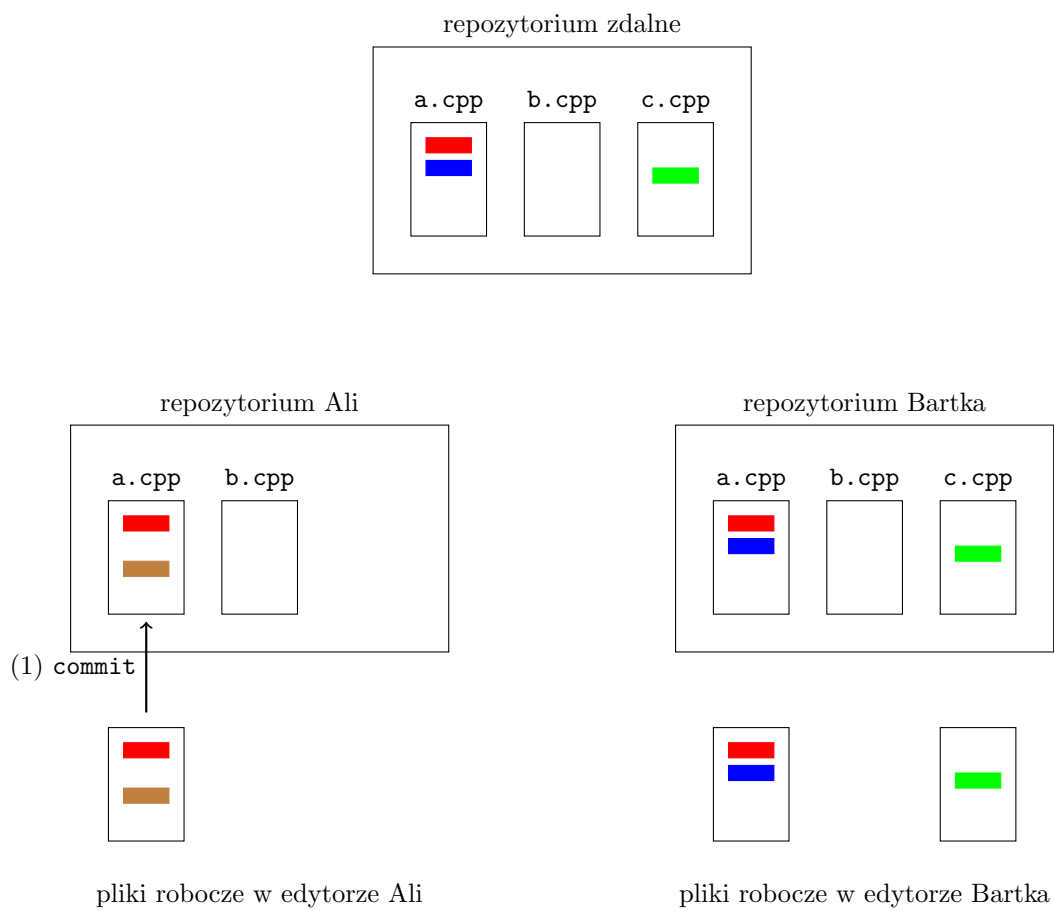 repozytorium zdalne
a.cpp b.cpp c.cpp
repozytorium Ali
repozytorium Bartka
a.cpp b.cpp
a.cpp b.cpp c.cpp
(1) commit
pliki robocze w edytorze Ali
pliki robocze w edytorze Bartka